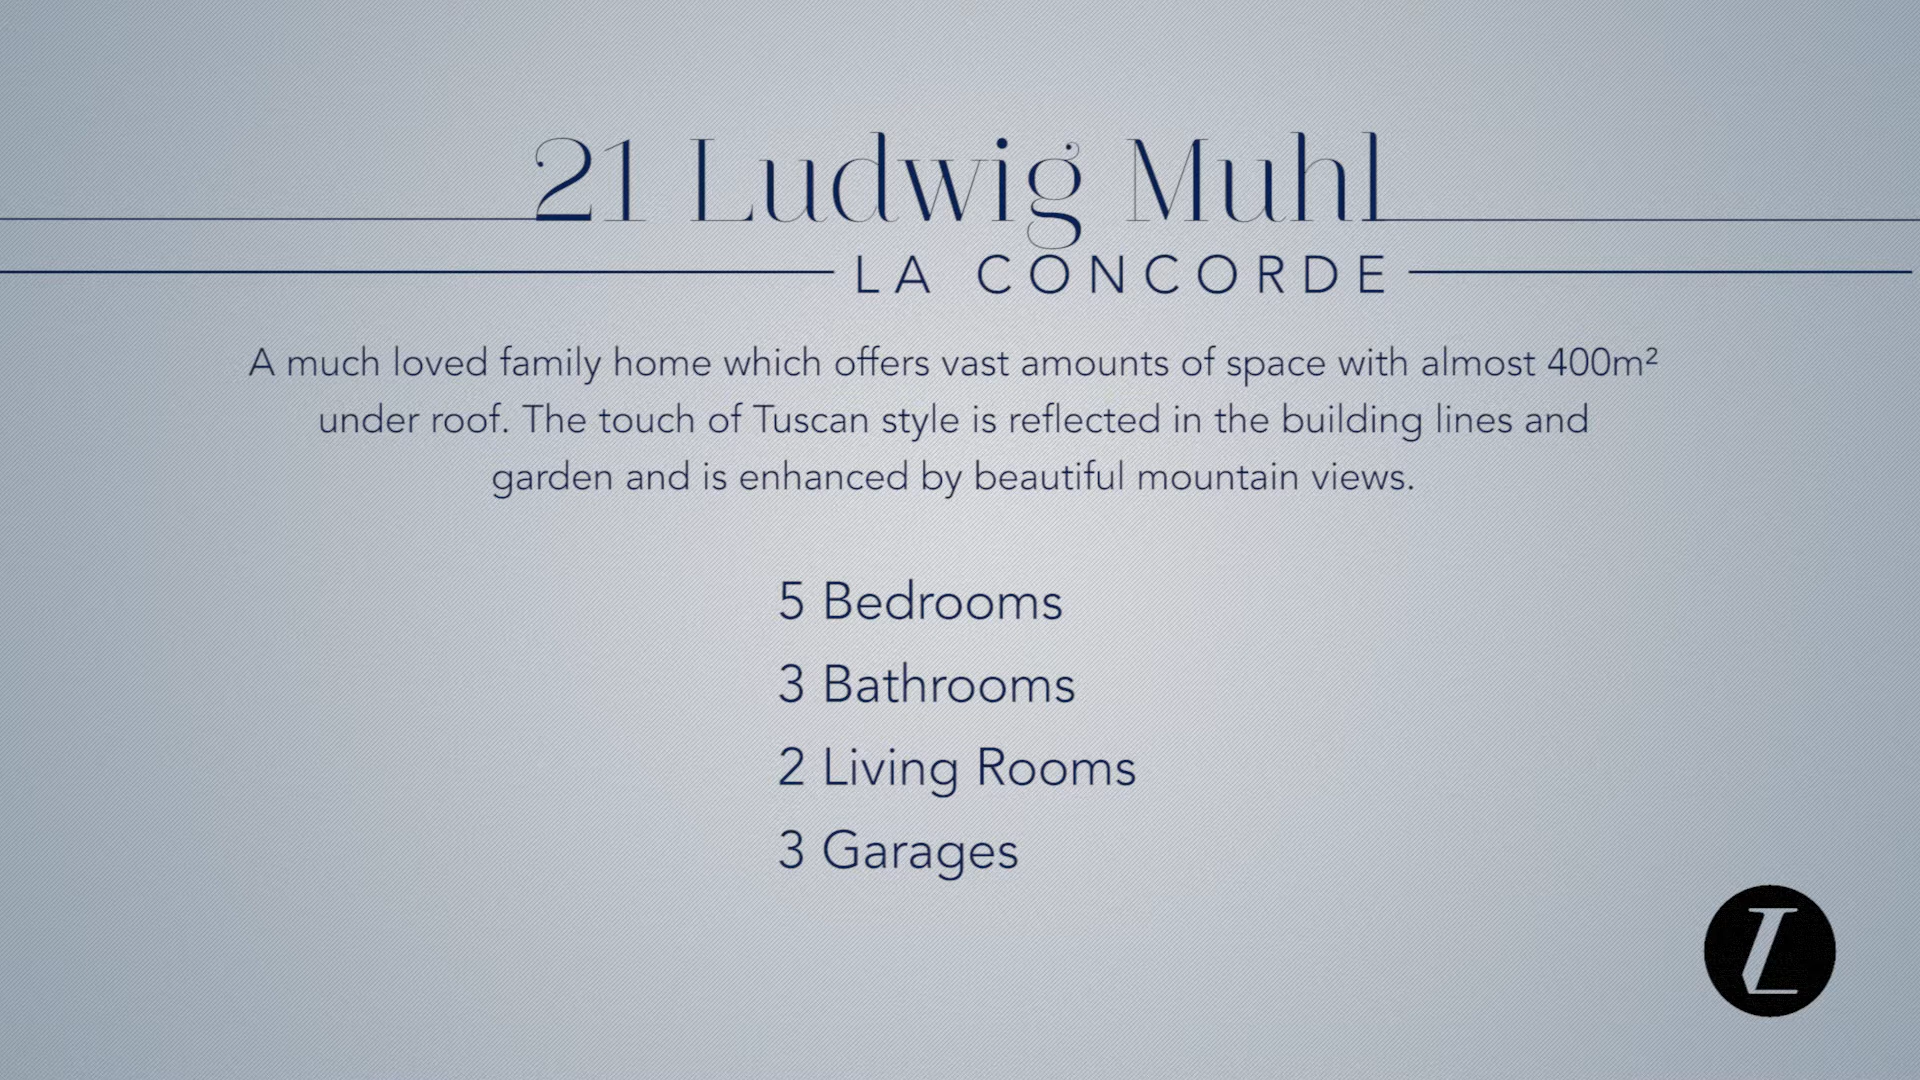 21 Ludwig Muhl
LA CONCORDE
A much loved family home which offers vast amounts of space with almost 400m²
under roof. The touch of Tuscan style is reflected in the building lines and
garden and is enhanced by beautiful mountain views.
5 Bedrooms
3 Bathrooms
2 Living Rooms
3 Garages